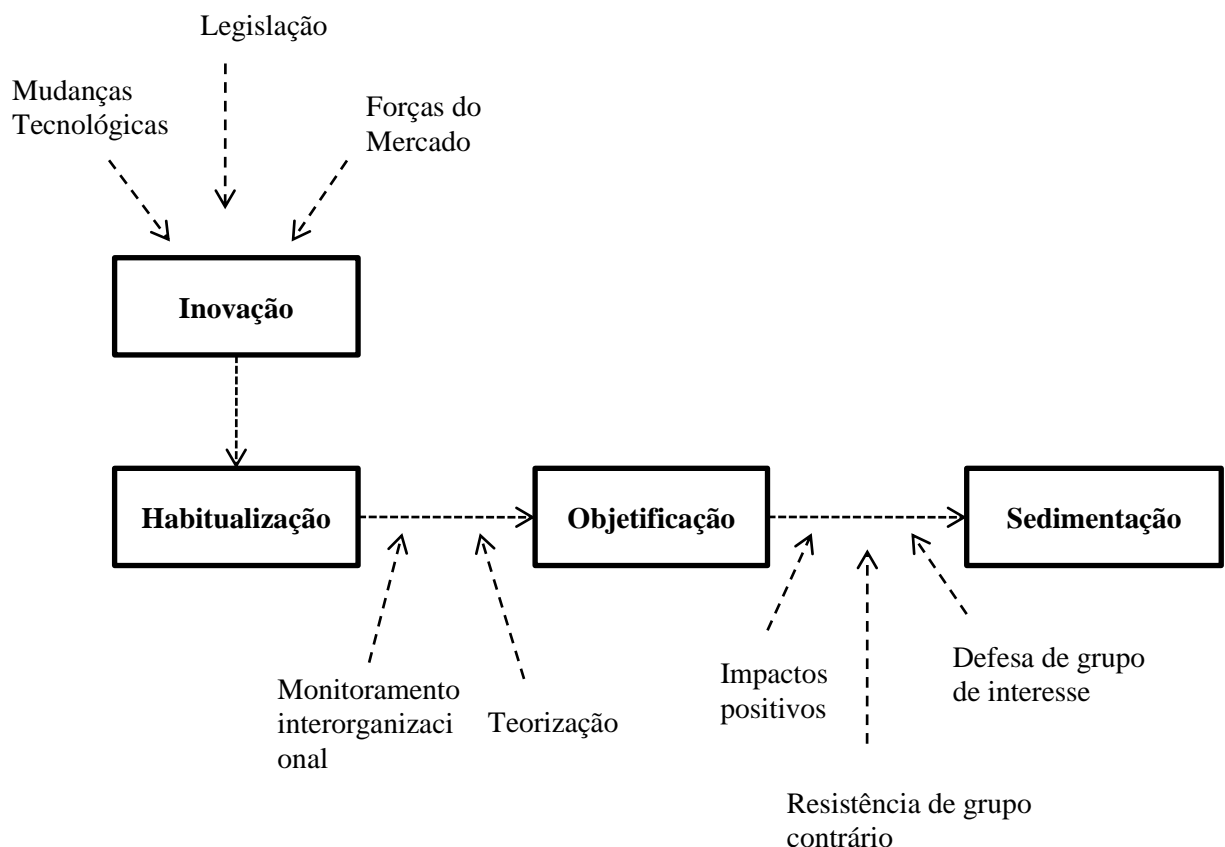 Legislação
Mudanças
Tecnológicas
Forças do
Mercado
Inovação
Habitualização
Objetificação
Sedimentação
Monitoramento
interorganizaci
onal
Teorização
Impactos
positivos
Defesa de grupo
de interesse
Resistência de grupo
contrário